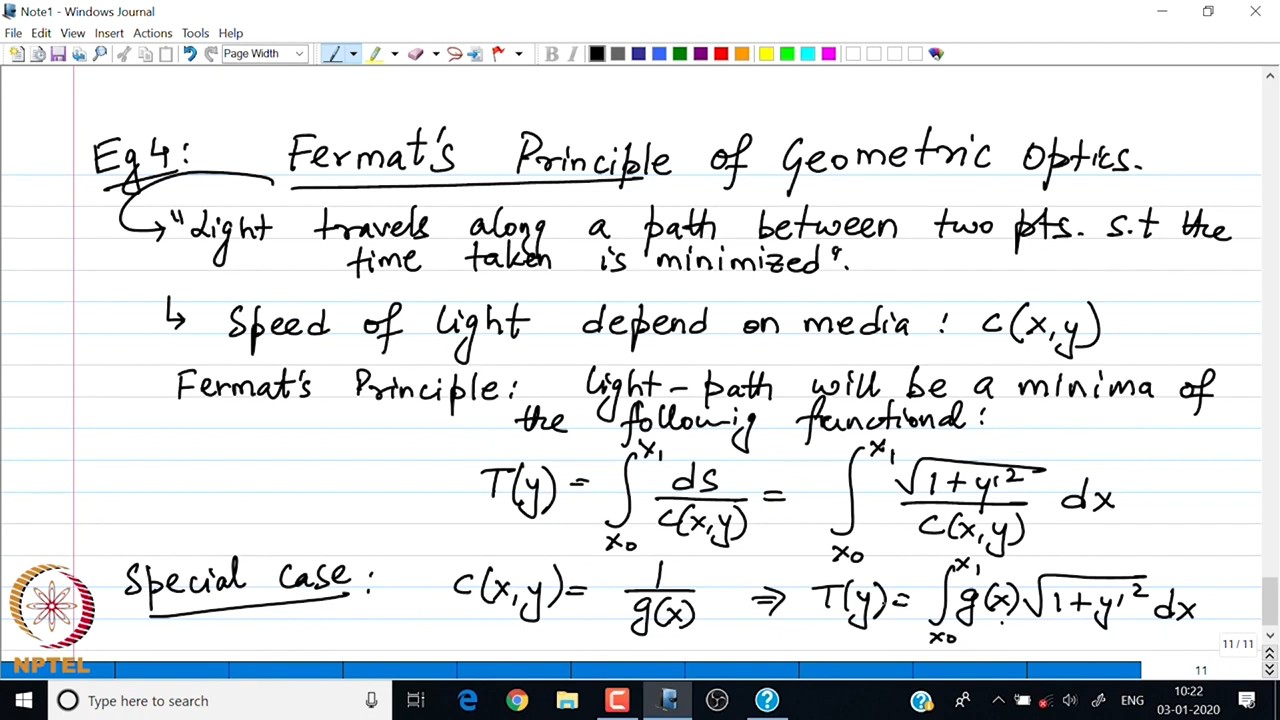 Note1 - Windows Journal
File Edit View Insert Actions Tools Help
Page Width B I
Eg 4: Fermat's Principle of Geometric Optics.
"Light travels along a path between two pts. s.t the
time taken is minimized".
↳ Speed of light depend on media : c(x,y)
Fermat's Principle: light-path will be a minima of
the following functional:
T(y) = ∫_{x₀}^{x₁} ds/c(x,y) = ∫_{x₀}^{x₁} √(1+y'²)/c(x,y) dx
Special case: c(x,y) = 1/g(x) ⇒ T(y) = ∫_{x₀}^{x₁} g(x) √(1+y'²) dx
NPTEL
11/11
11
Type here to search
ENG
10:22
03-01-2020